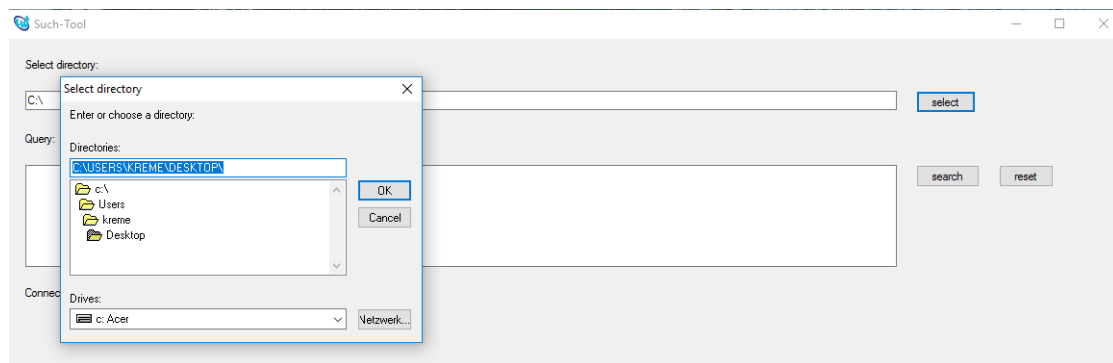 Such-Tool
Select directory:
C:\
select
Query:
search
reset
Select directory
Enter or choose a directory:
Directories:
C:\USERS\KREME\DESKTOP\
c:\
Users
kreme
Desktop
OK
Cancel
Drives:
c: Acer
Netzwerk...
Connec